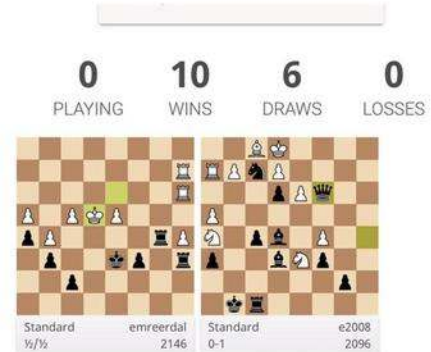 0 10 6 0
PLAYING WINS DRAWS LOSSES
Standard emreerdal
½/½ 2146
Standard e2008
0-1 2096